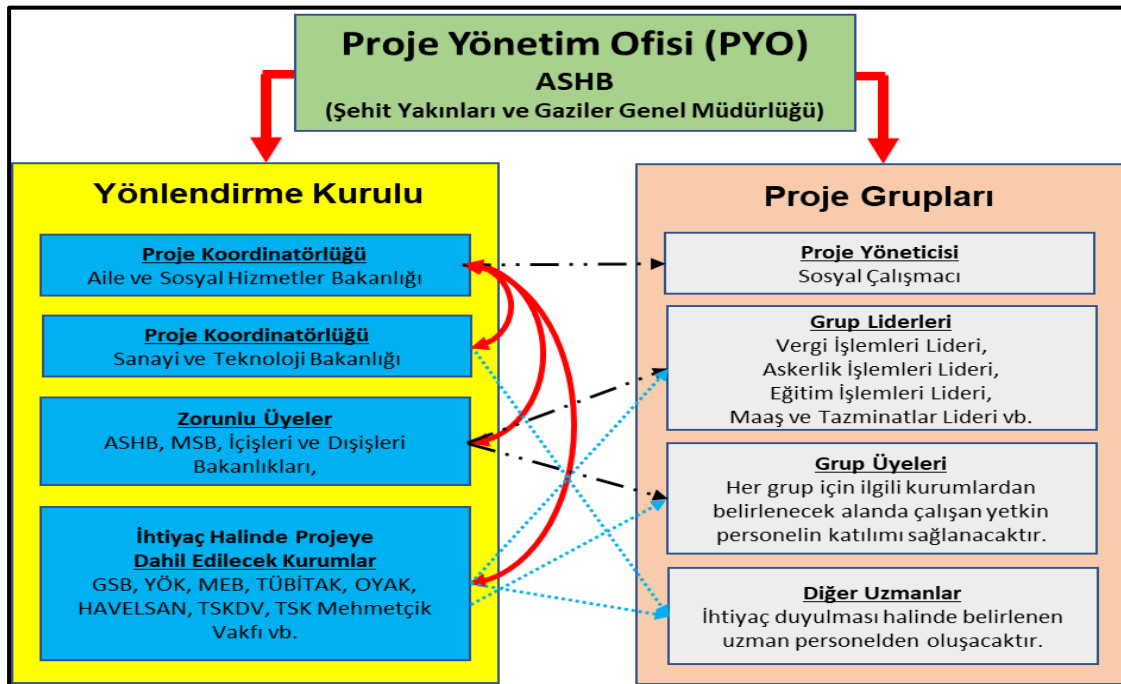 Proje Yönetim Ofisi (PYO)
ASHB
(Şehit Yakınları ve Gaziler Genel Müdürlüğü)
Yönlendirme Kurulu
Proje Koordinatörlüğü
Aile ve Sosyal Hizmetler Bakanlığı
Proje Koordinatörlüğü
Sanayi ve Teknoloji Bakanlığı
Zorunlu Üyeler
ASHB, MSB, İçişleri ve Dışişleri
Bakanlıkları,
İhtiyaç Halinde Projeye
Dahil Edilecek Kurumlar
GSB, YÖK, MEB, TÜBİTAK, OYAK,
HAVELSAN, TSKDV, TSK Mehmetçik
Vakfı vb.
Proje Grupları
Proje Yöneticisi
Sosyal Çalışmacı
Grup Liderleri
Vergi İşlemleri Lideri,
Askerlik İşlemleri Lideri,
Eğitim İşlemleri Lideri,
Maaş ve Tazminatlar Lideri vb.
Grup Üyeleri
Her grup için ilgili kurumlardan
belirlenecek alanda çalışan yetkin
personelin katılımı sağlanacaktır.
Diğer Uzmanlar
İhtiyaç duyulması halinde belirlenen
uzman personelden oluşacaktır.